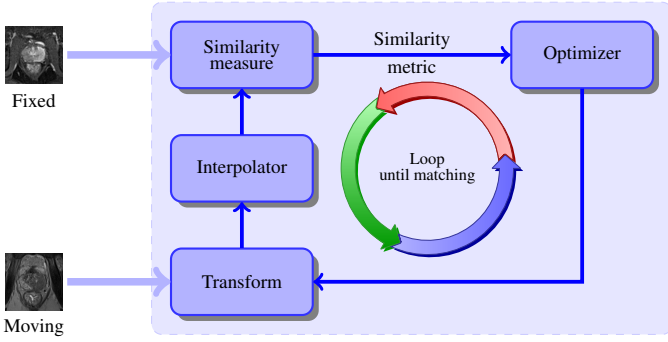 Similarity
measure
Similarity
metric
Optimizer
Fixed
Interpolator
Loop
until matching
Transform
Moving